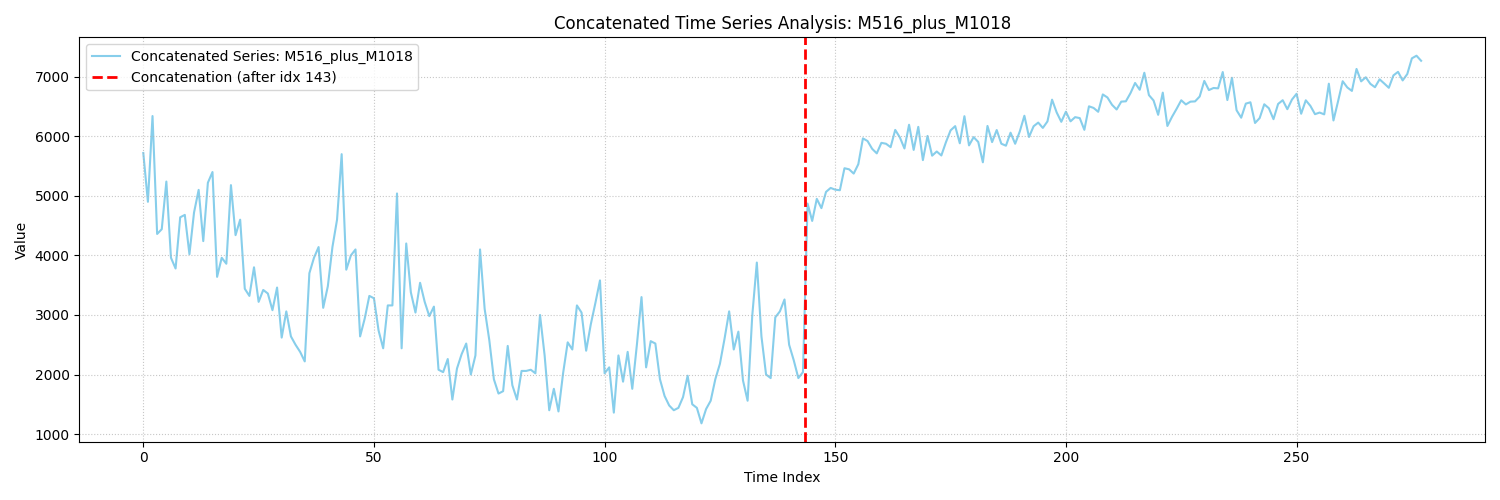 Concatenated Time Series Analysis: M516_plus_M1018
Concatenated Series: M516_plus_M1018
Concatenation (after idx 143)
Value
7000
6000
5000
4000
3000
2000
1000
0
50
100
150
200
250
Time Index